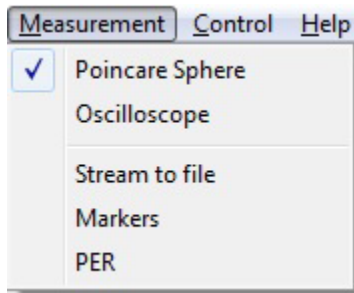 Measurement Control Help
Poincare Sphere
Oscilloscope
Stream to file
Markers
PER